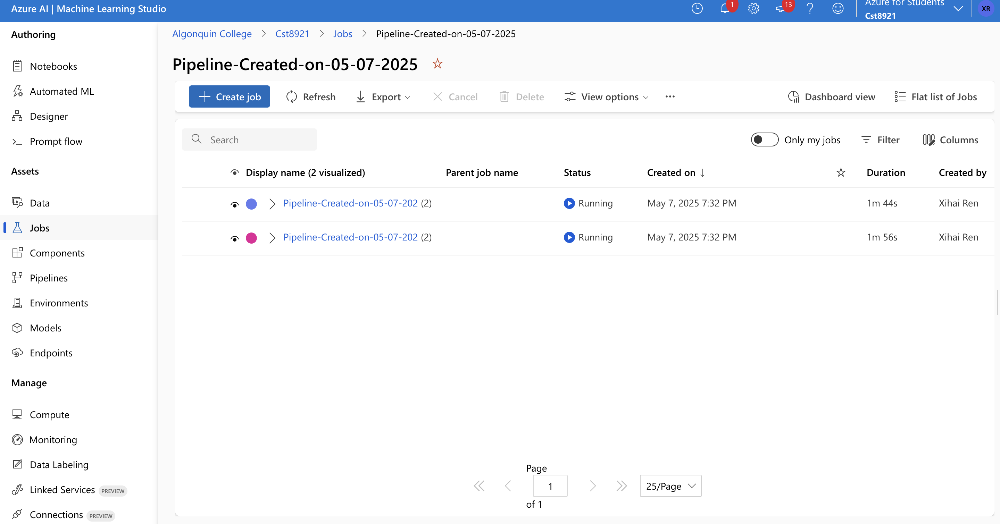 Azure AI | Machine Learning Studio
1
13
Azure for Students
Cst8921
XR
Authoring
Notebooks
Automated ML
Designer
Prompt flow
Assets
Data
Jobs
Components
Pipelines
Environments
Models
Endpoints
Manage
Compute
Monitoring
Data Labeling
Linked Services PREVIEW
Connections PREVIEW
Algonquin College > Cst8921 > Jobs > Pipeline-Created-on-05-07-2025
Pipeline-Created-on-05-07-2025
Create job Refresh Export Cancel Delete View options ... Dashboard view Flat list of Jobs
Search
Only my jobs Filter Columns
Display name (2 visualized) Parent job name Status Created on ↓ Duration Created by
Pipeline-Created-on-05-07-202 (2) Running May 7, 2025 7:32 PM 1m 44s Xihai Ren
Pipeline-Created-on-05-07-202 (2) Running May 7, 2025 7:32 PM 1m 56s Xihai Ren
Page
1
25/Page
of 1